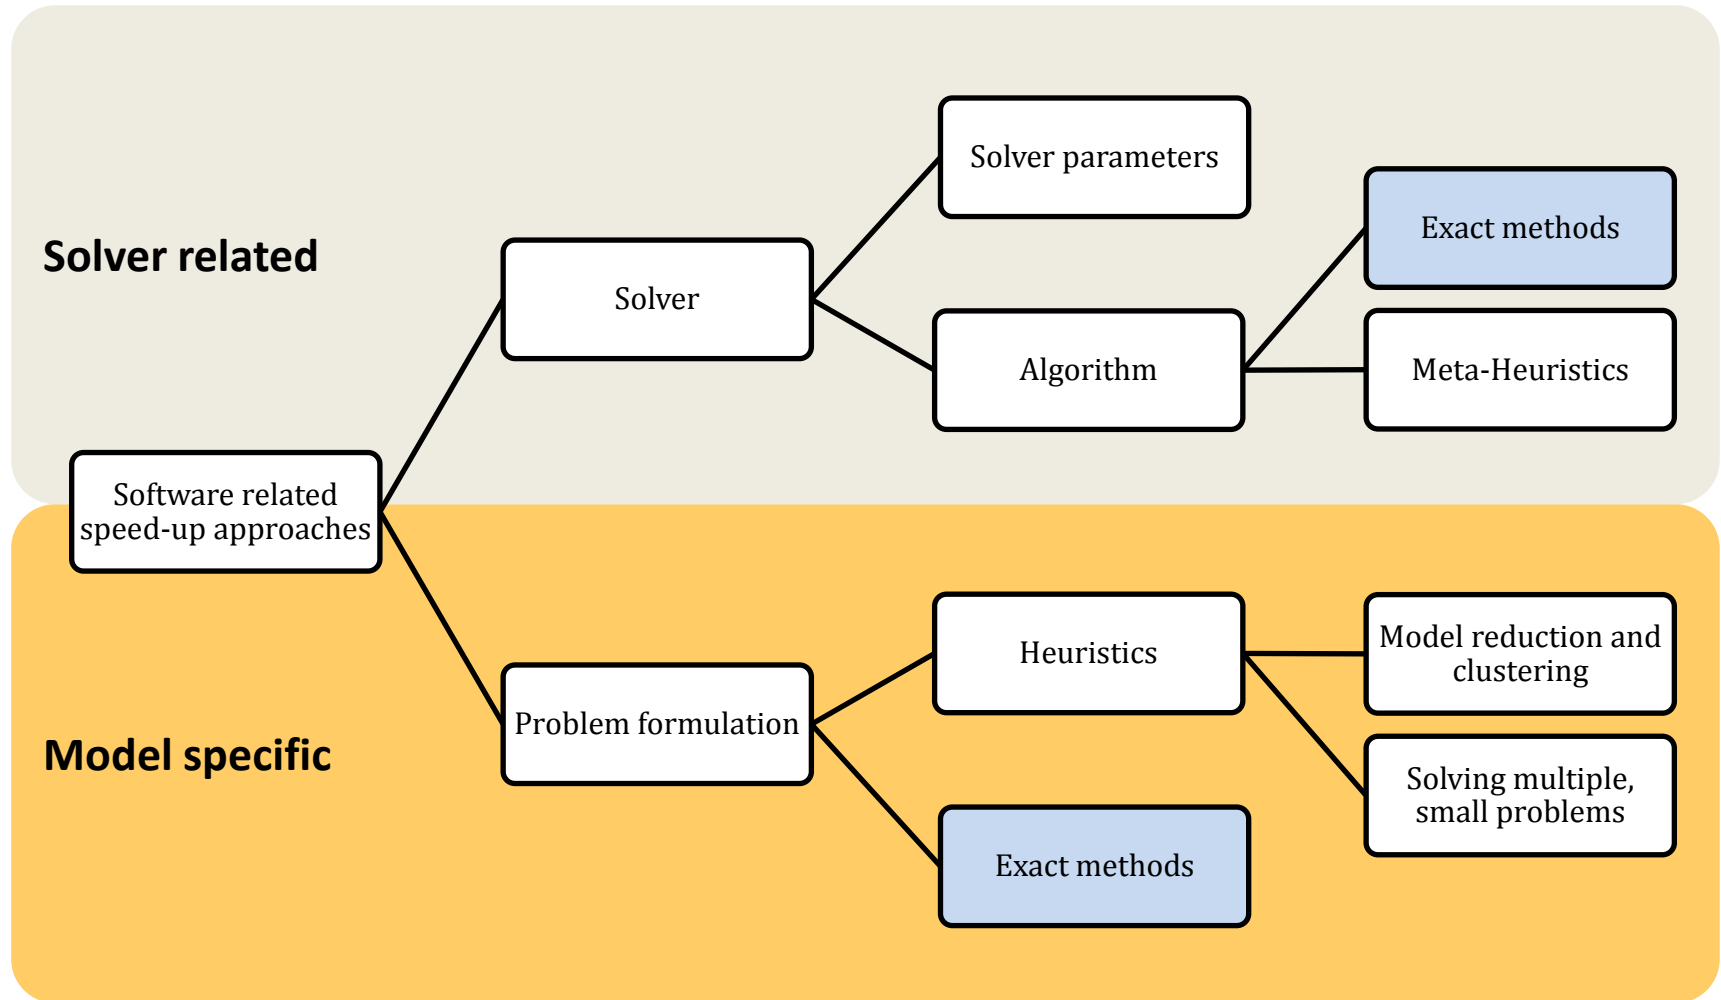 Solver related
Solver parameters
Exact methods
Solver
Algorithm
Meta-Heuristics
Software related
speed-up approaches
Model specific
Heuristics
Model reduction and
clustering
Problem formulation
Solving multiple,
small problems
Exact methods